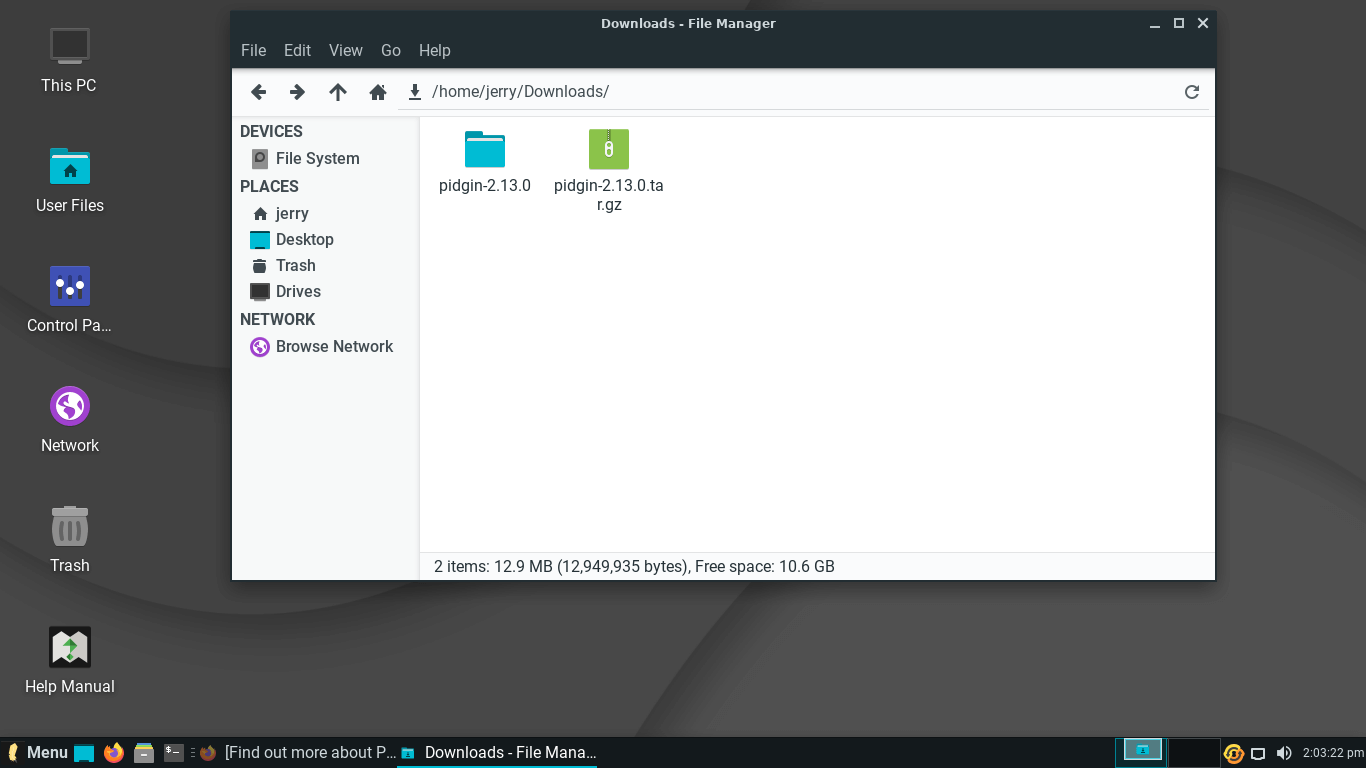 Downloads - File Manager
File Edit View Go Help
/home/jerry/Downloads/
DEVICES
File System
PLACES
jerry
Desktop
Trash
Drives
NETWORK
Browse Network
pidgin-2.13.0
pidgin-2.13.0.ta
r.gz
2 items: 12.9 MB (12,949,935 bytes), Free space: 10.6 GB
This PC
User Files
Control Pa...
Network
Trash
Help Manual
Menu
[Find out more about P...
Downloads - File Mana...
2:03:22 pm